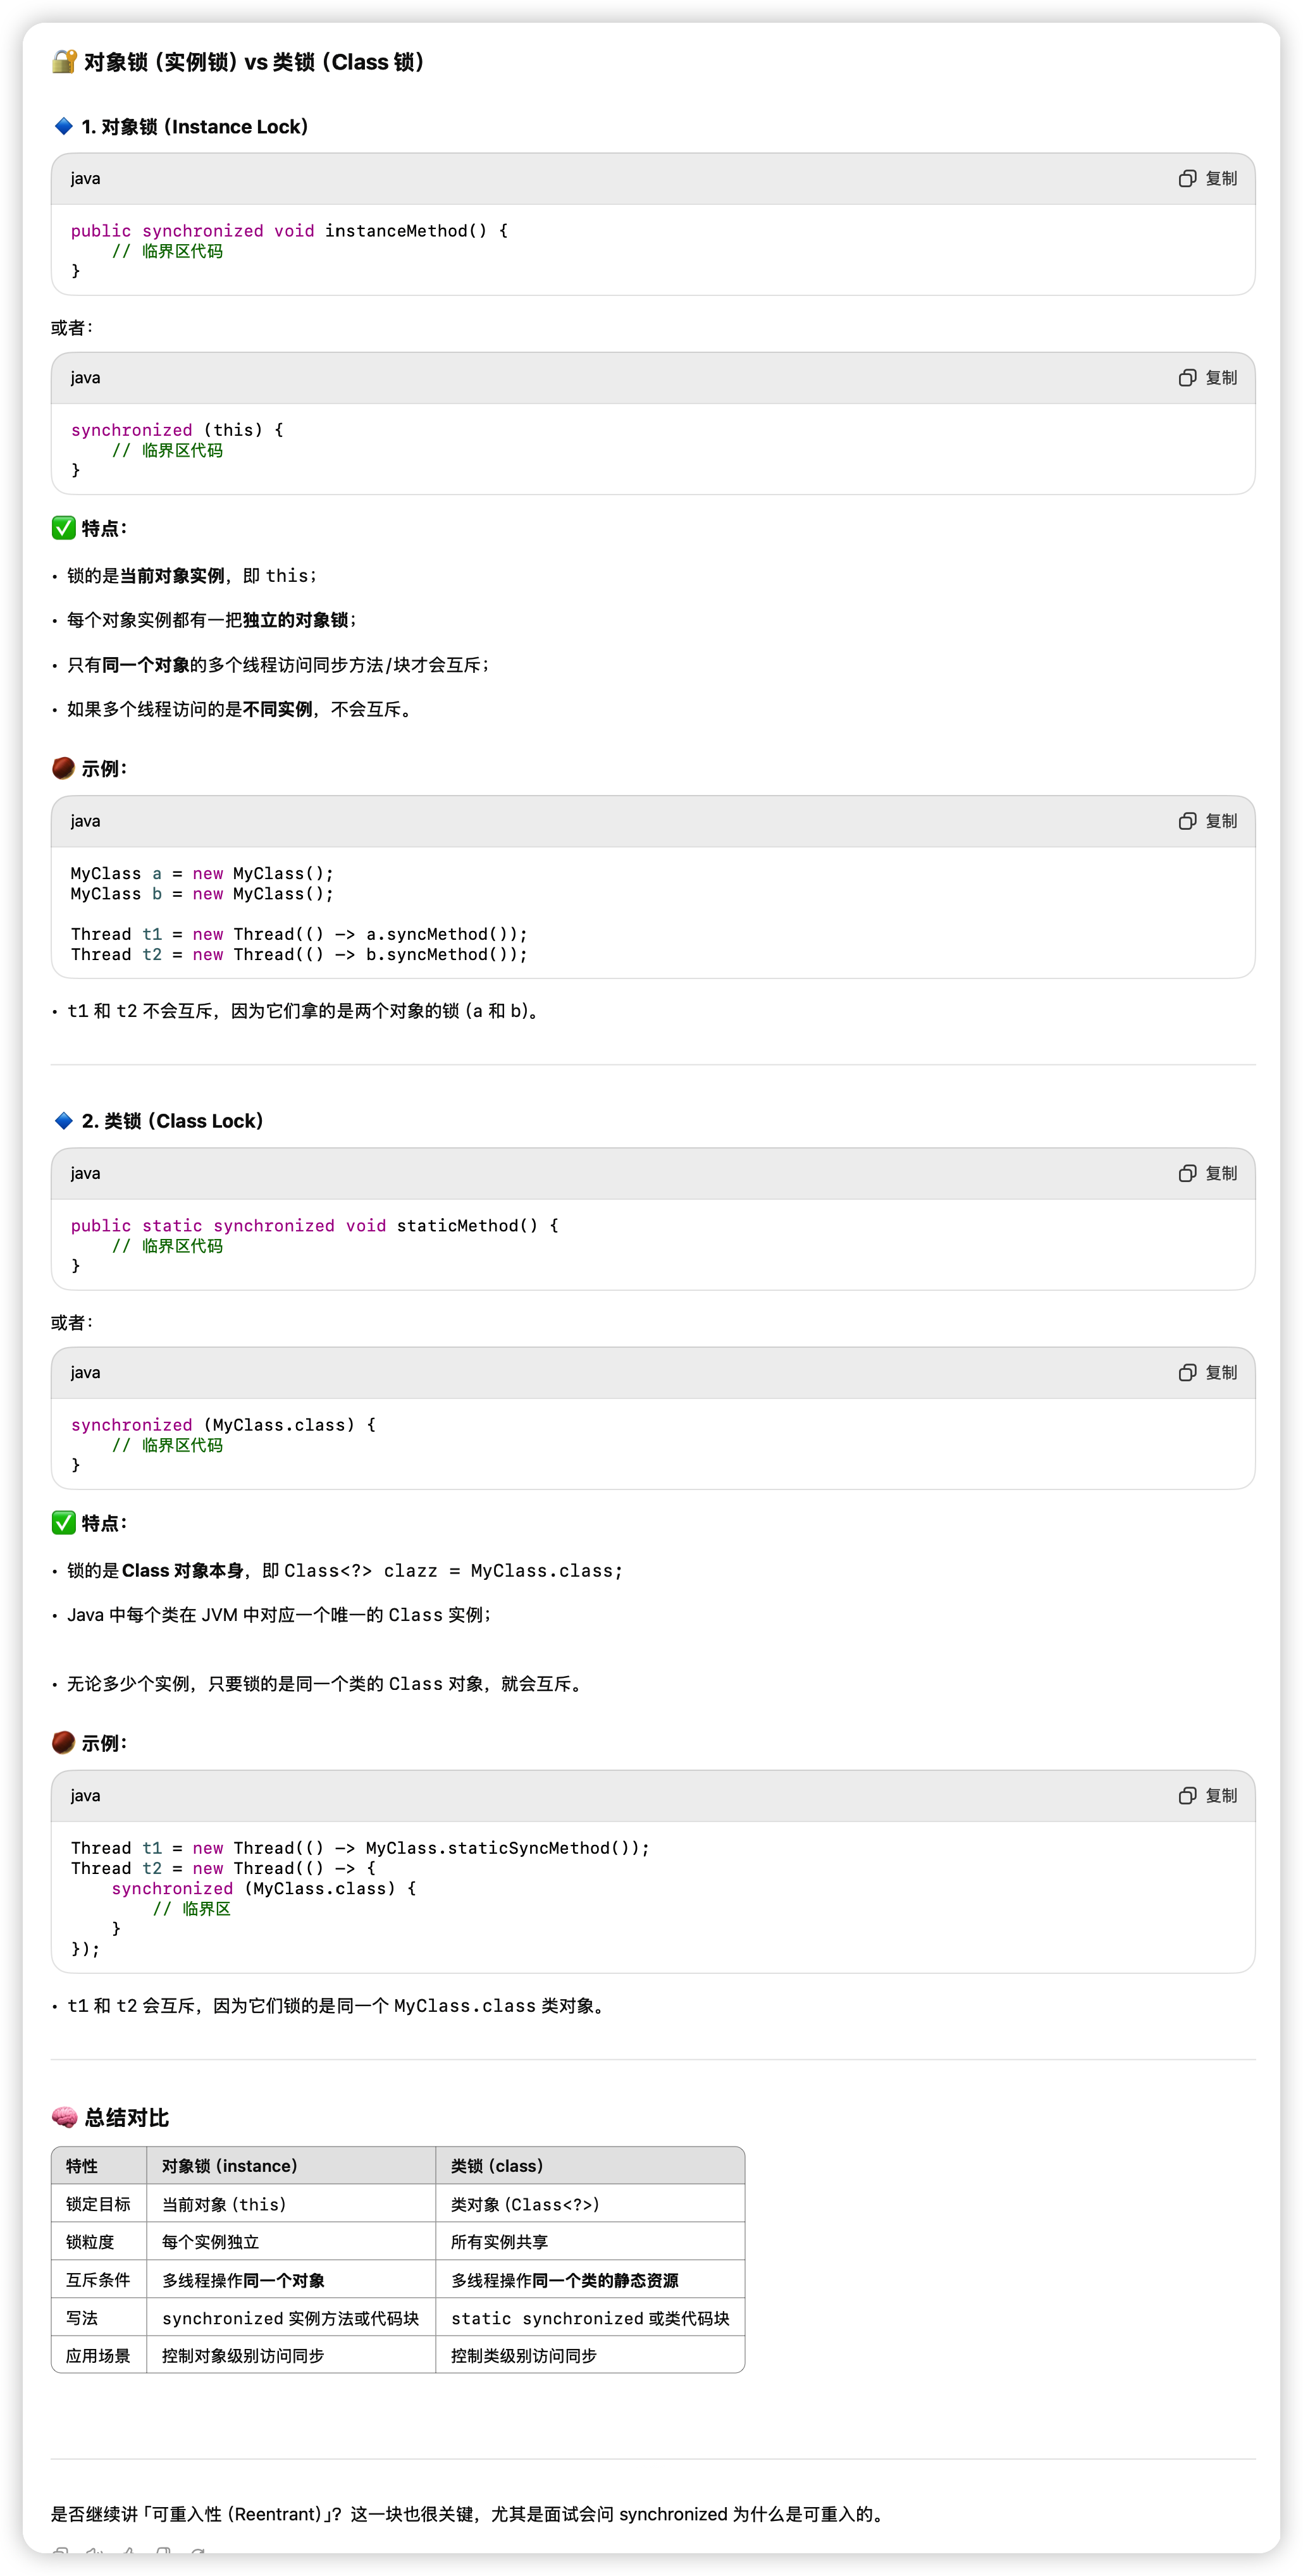 🔐 对象锁（实例锁）vs 类锁（Class 锁）
🔹 1. 对象锁（Instance Lock）
java 复制
public synchronized void instanceMethod() {
    // 临界区代码
}
或者：
java 复制
synchronized (this) {
    // 临界区代码
}
✅ 特点：
• 锁的是当前对象实例，即 this；
• 每个对象实例都有一把独立的对象锁；
• 只有同一个对象的多个线程访问同步方法/块才会互斥；
• 如果多个线程访问的是不同实例，不会互斥。
🌰 示例：
java 复制
MyClass a = new MyClass();
MyClass b = new MyClass();
Thread t1 = new Thread(() -> a.syncMethod());
Thread t2 = new Thread(() -> b.syncMethod());
• t1 和 t2 不会互斥，因为它们拿的是两个对象的锁 (a 和 b)。
🔹 2. 类锁（Class Lock）
java 复制
public static synchronized void staticMethod() {
    // 临界区代码
}
或者：
java 复制
synchronized (MyClass.class) {
    // 临界区代码
}
✅ 特点：
• 锁的是Class 对象本身，即 Class<?> clazz = MyClass.class;
• Java 中每个类在 JVM 中对应一个唯一的 Class 实例；
• 无论多少个实例，只要锁的是同一个类的 Class 对象，就会互斥。
🌰 示例：
java 复制
Thread t1 = new Thread(() -> MyClass.staticSyncMethod());
Thread t2 = new Thread(() -> {
    synchronized (MyClass.class) {
        // 临界区
    }
});
• t1 和 t2 会互斥，因为它们锁的是同一个 MyClass.class 类对象。
🧠 总结对比
特性 对象锁（instance） 类锁（class）
锁定目标 当前对象（this） 类对象（Class<?>）
锁粒度 每个实例独立 所有实例共享
互斥条件 多线程操作同一个对象 多线程操作同一个类的静态资源
写法 synchronized 实例方法或代码块 static synchronized 或类代码块
应用场景 控制对象级别访问同步 控制类级别访问同步
是否继续讲「可重入性（Reentrant）」？这一块也很关键，尤其是面试会问 synchronized 为什么是可重入的。